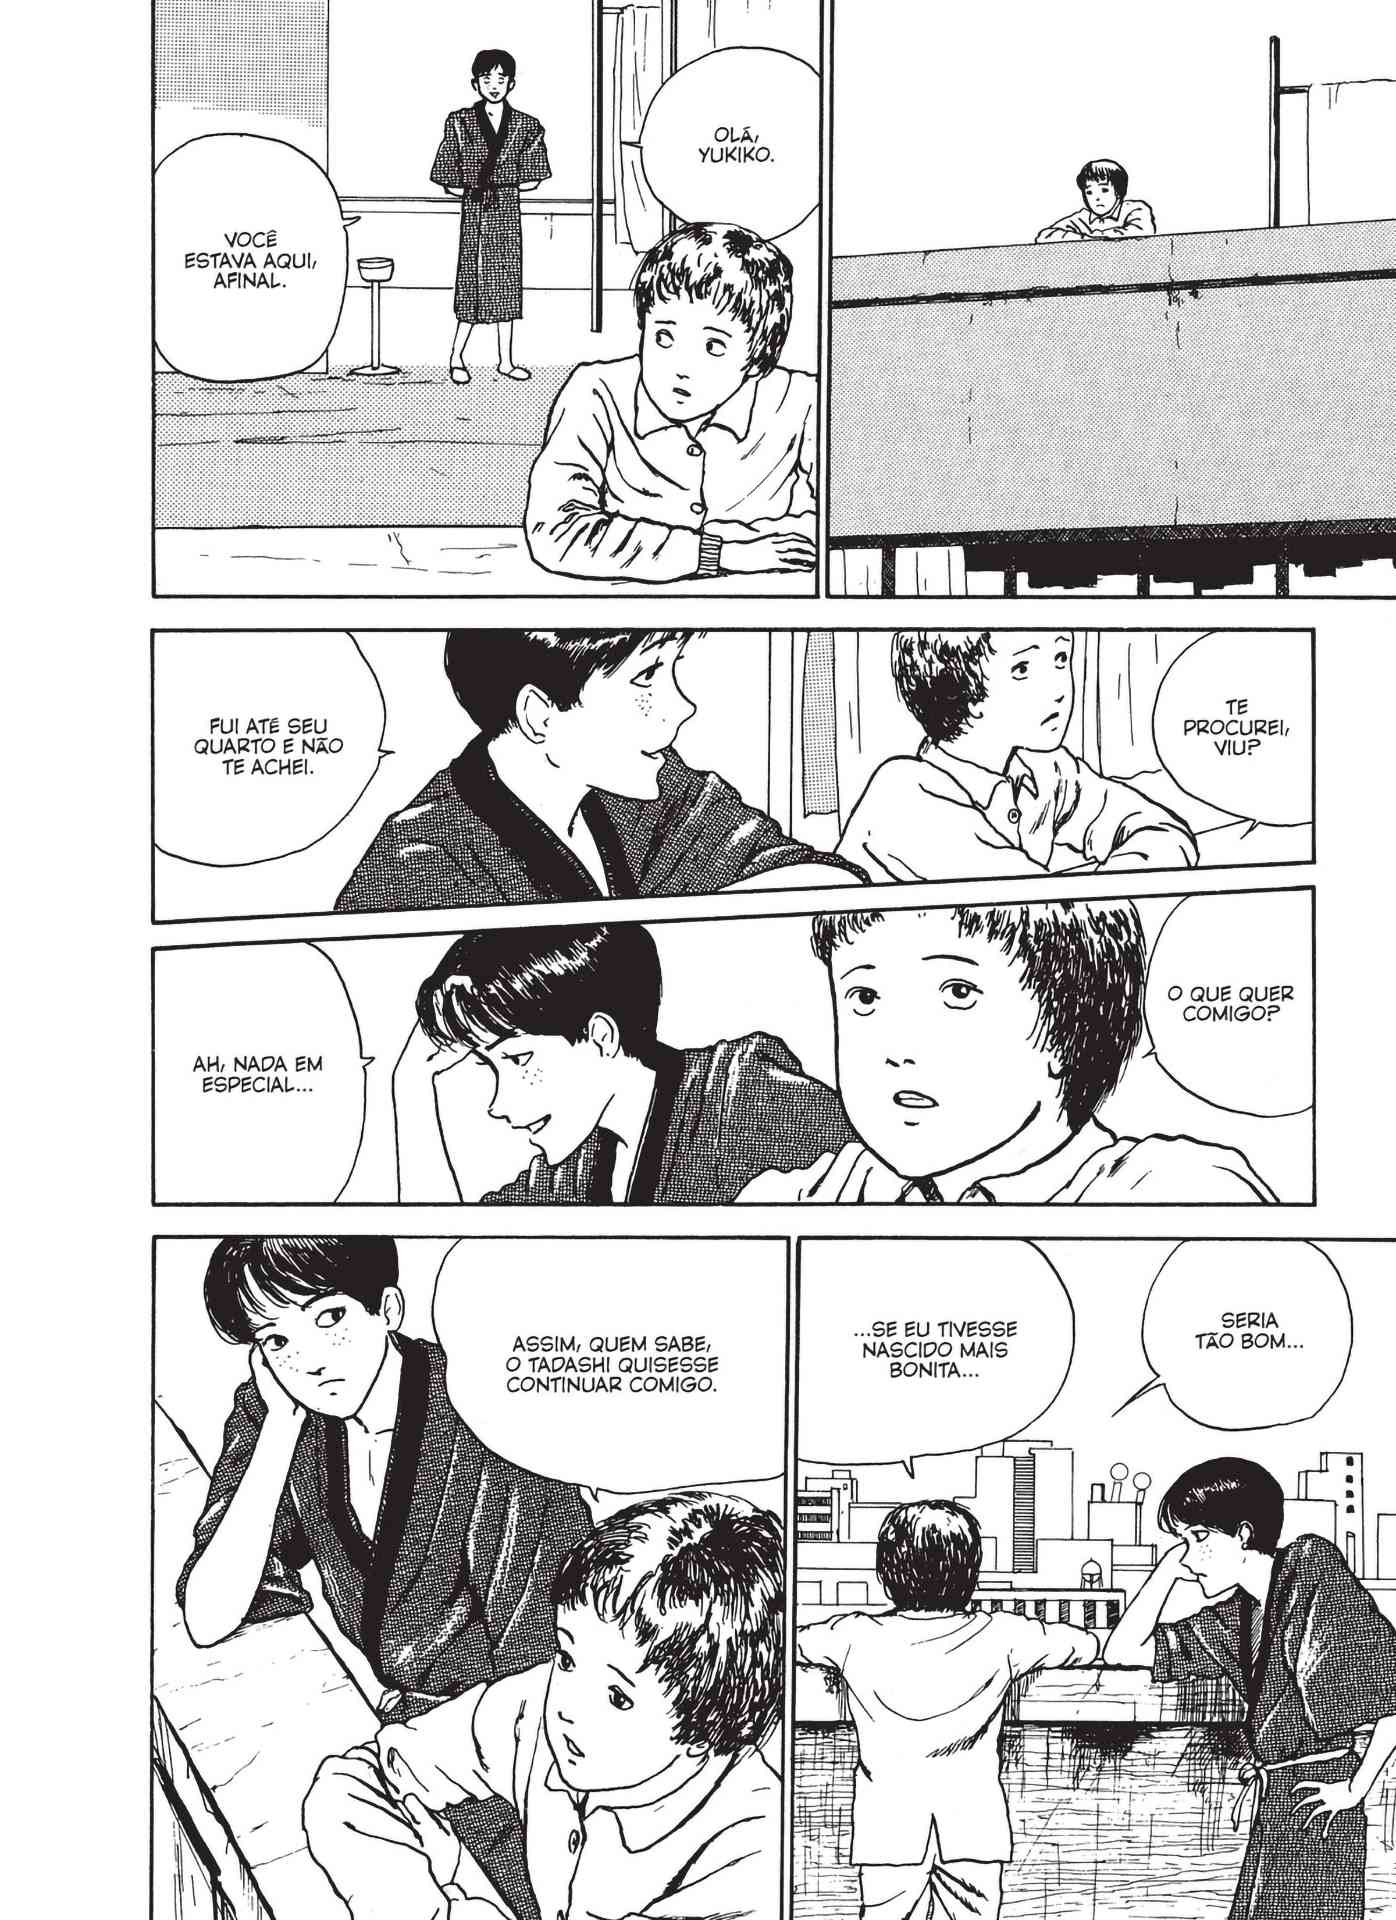 OLÁ,
YUKIKO.
VOCÊ
ESTAVA AQUI,
AFINAL.
TE
PROCUREI,
VIU?
FUI ATÉ SEU
QUARTO E NÃO
TE ACHEI.
O QUE QUER
COMIGO?
AH, NADA EM
ESPECIAL...
SERIA
TÃO BOM...
...SE EU TIVESSE
NASCIDO MAIS
BONITA...
ASSIM, QUEM SABE,
O TADASHI QUISESSE
CONTINUAR COMIGO.